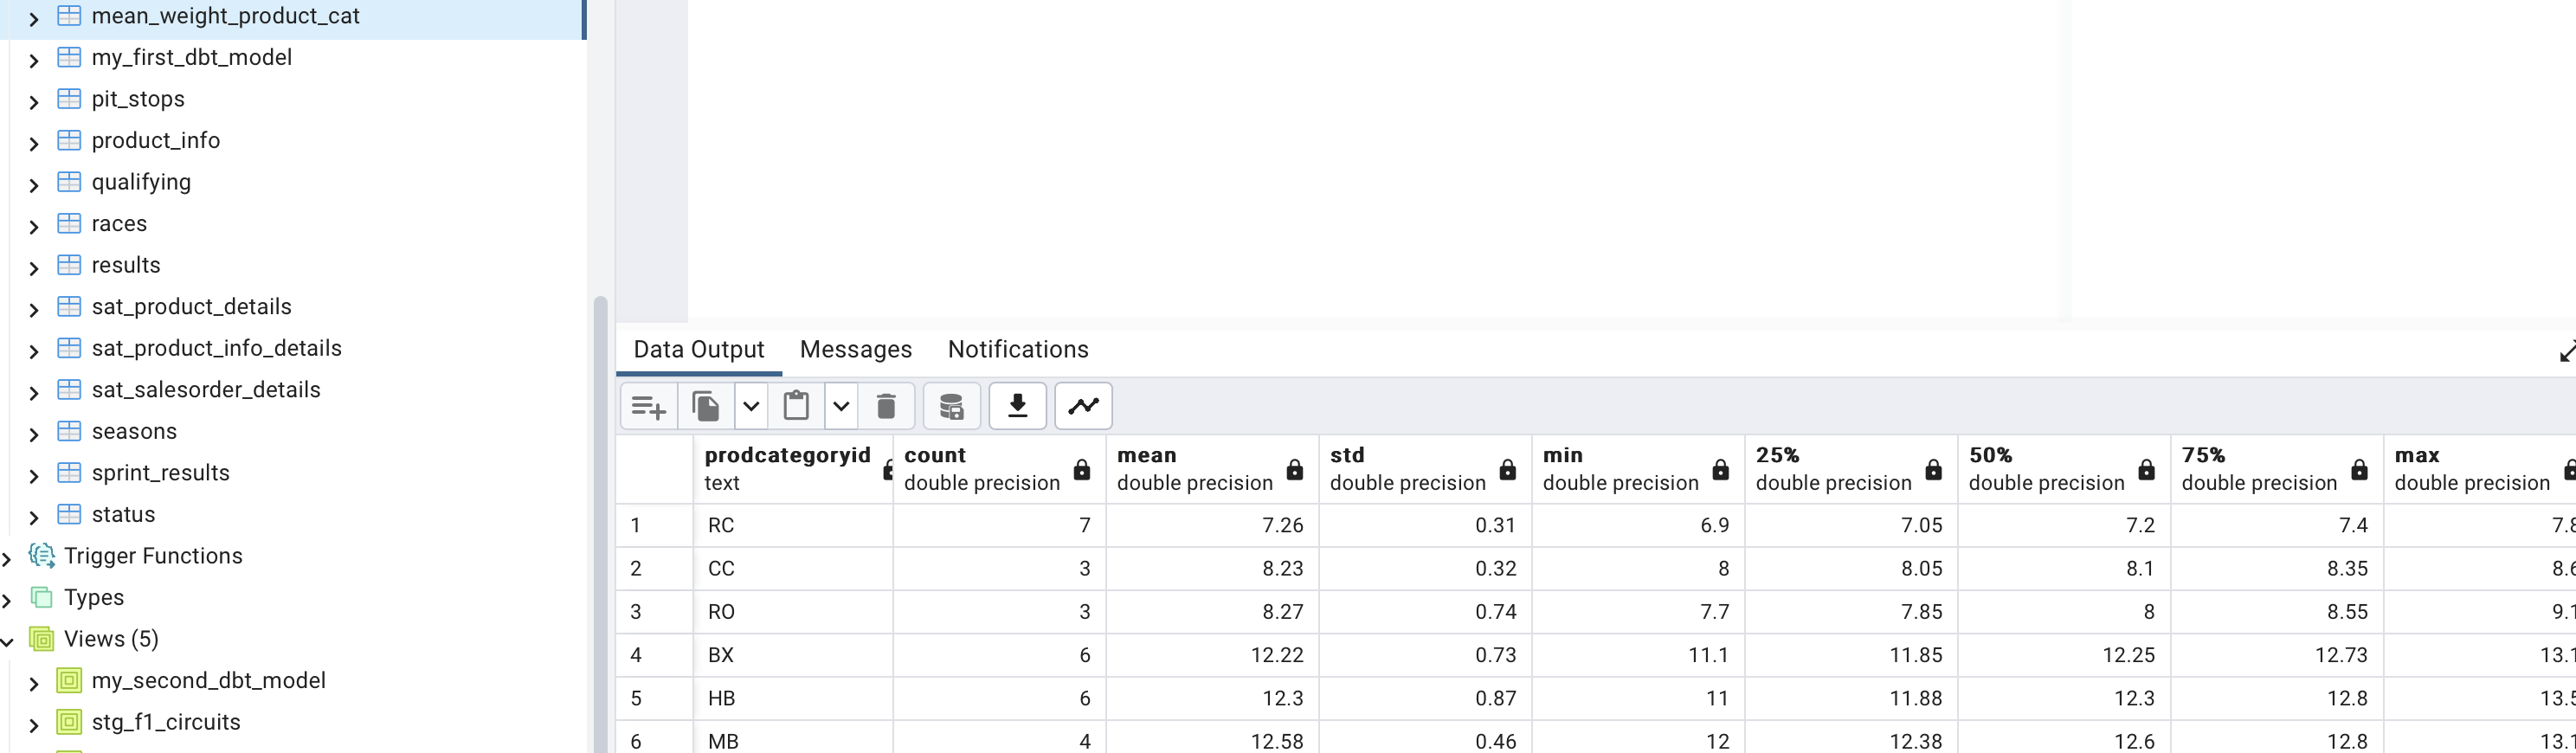 mean_weight_product_cat
my_first_dbt_model
pit_stops
product_info
qualifying
races
results
sat_product_details
sat_product_info_details
sat_salesorder_details
seasons
sprint_results
status
Trigger Functions
Types
Views (5)
my_second_dbt_model
stg_f1_circuits
Data Output Messages Notifications
prodcategoryid count mean std min 25% 50% 75% max
text double precision double precision double precision double precision double precision double precision double precision double precision
1 RC 7 7.26 0.31 6.9 7.05 7.2 7.4 7.8
2 CC 3 8.23 0.32 8 8.05 8.1 8.35 8.6
3 RO 3 8.27 0.74 7.7 7.85 8 8.55 9.1
4 BX 6 12.22 0.73 11.1 11.85 12.25 12.73 13.1
5 HB 6 12.3 0.87 11 11.88 12.3 12.8 13.5
6 MB 4 12.58 0.46 12 12.38 12.6 12.8 13.1